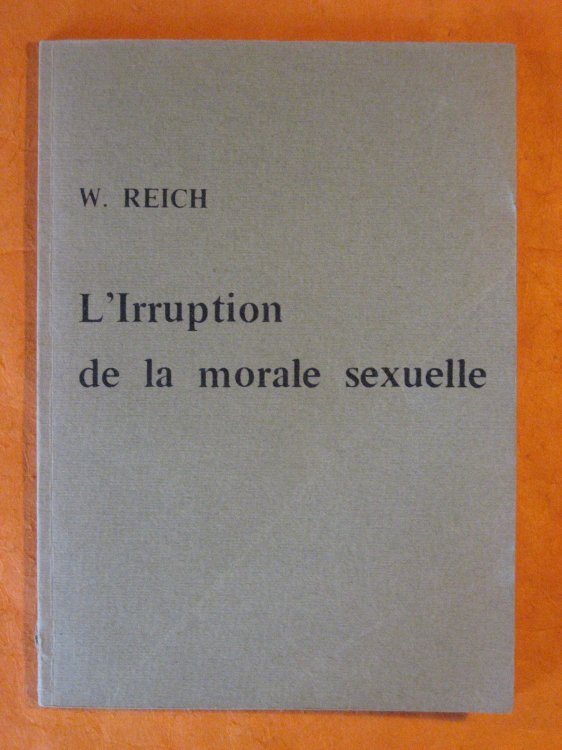 W. REICH
L'Irruption
de la morale sexuelle